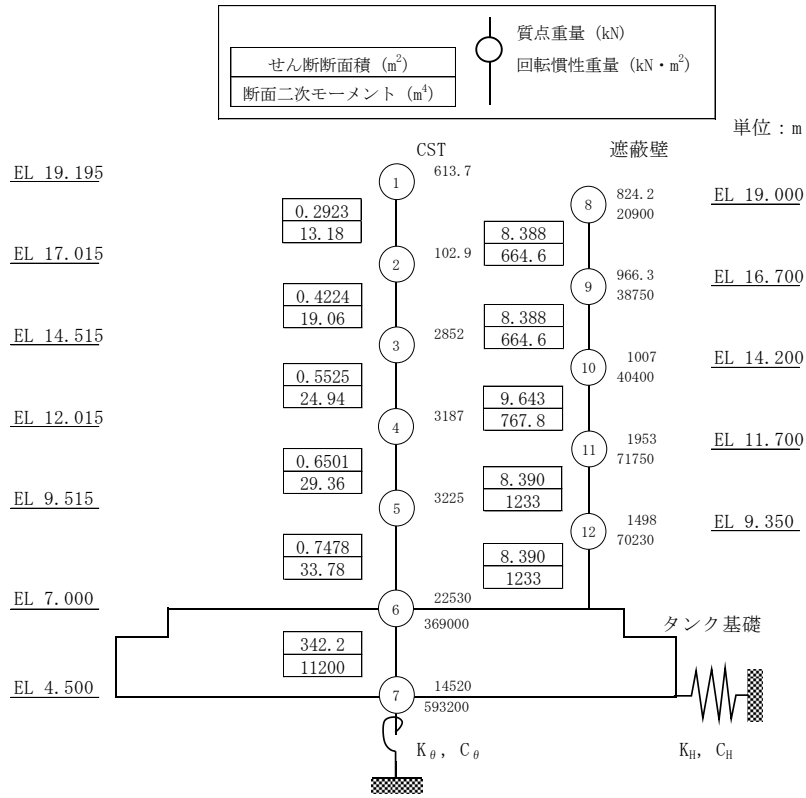 質点重量 (kN)
回転慣性重量 (kN・m²)
せん断断面積 (m²)
断面二次モーメント (m⁴)
単位：m
CST
遮蔽壁
EL 19.195
1
613.7
8
824.2
20900
EL 19.000
0.2923
13.18
8.388
664.6
EL 17.015
2
102.9
9
966.3
38750
EL 16.700
0.4224
19.06
8.388
664.6
EL 14.515
3
2852
10
1007
40400
EL 14.200
0.5525
24.94
9.643
767.8
EL 12.015
4
3187
11
1953
71750
EL 11.700
0.6501
29.36
8.390
1233
EL 9.515
5
3225
12
1498
70230
EL 9.350
0.7478
33.78
8.390
1233
EL 7.000
6
22530
369000
タンク基礎
342.2
11200
EL 4.500
7
14520
593200
Kθ, Cθ
KH, CH